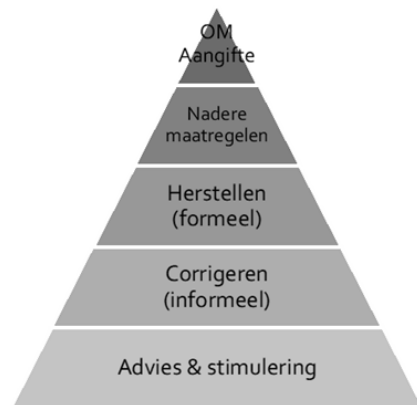 OM
Aangifte
Nadere
maatregelen
Herstellen
(formeel)
Corrigeren
(informeel)
Advies & stimulering